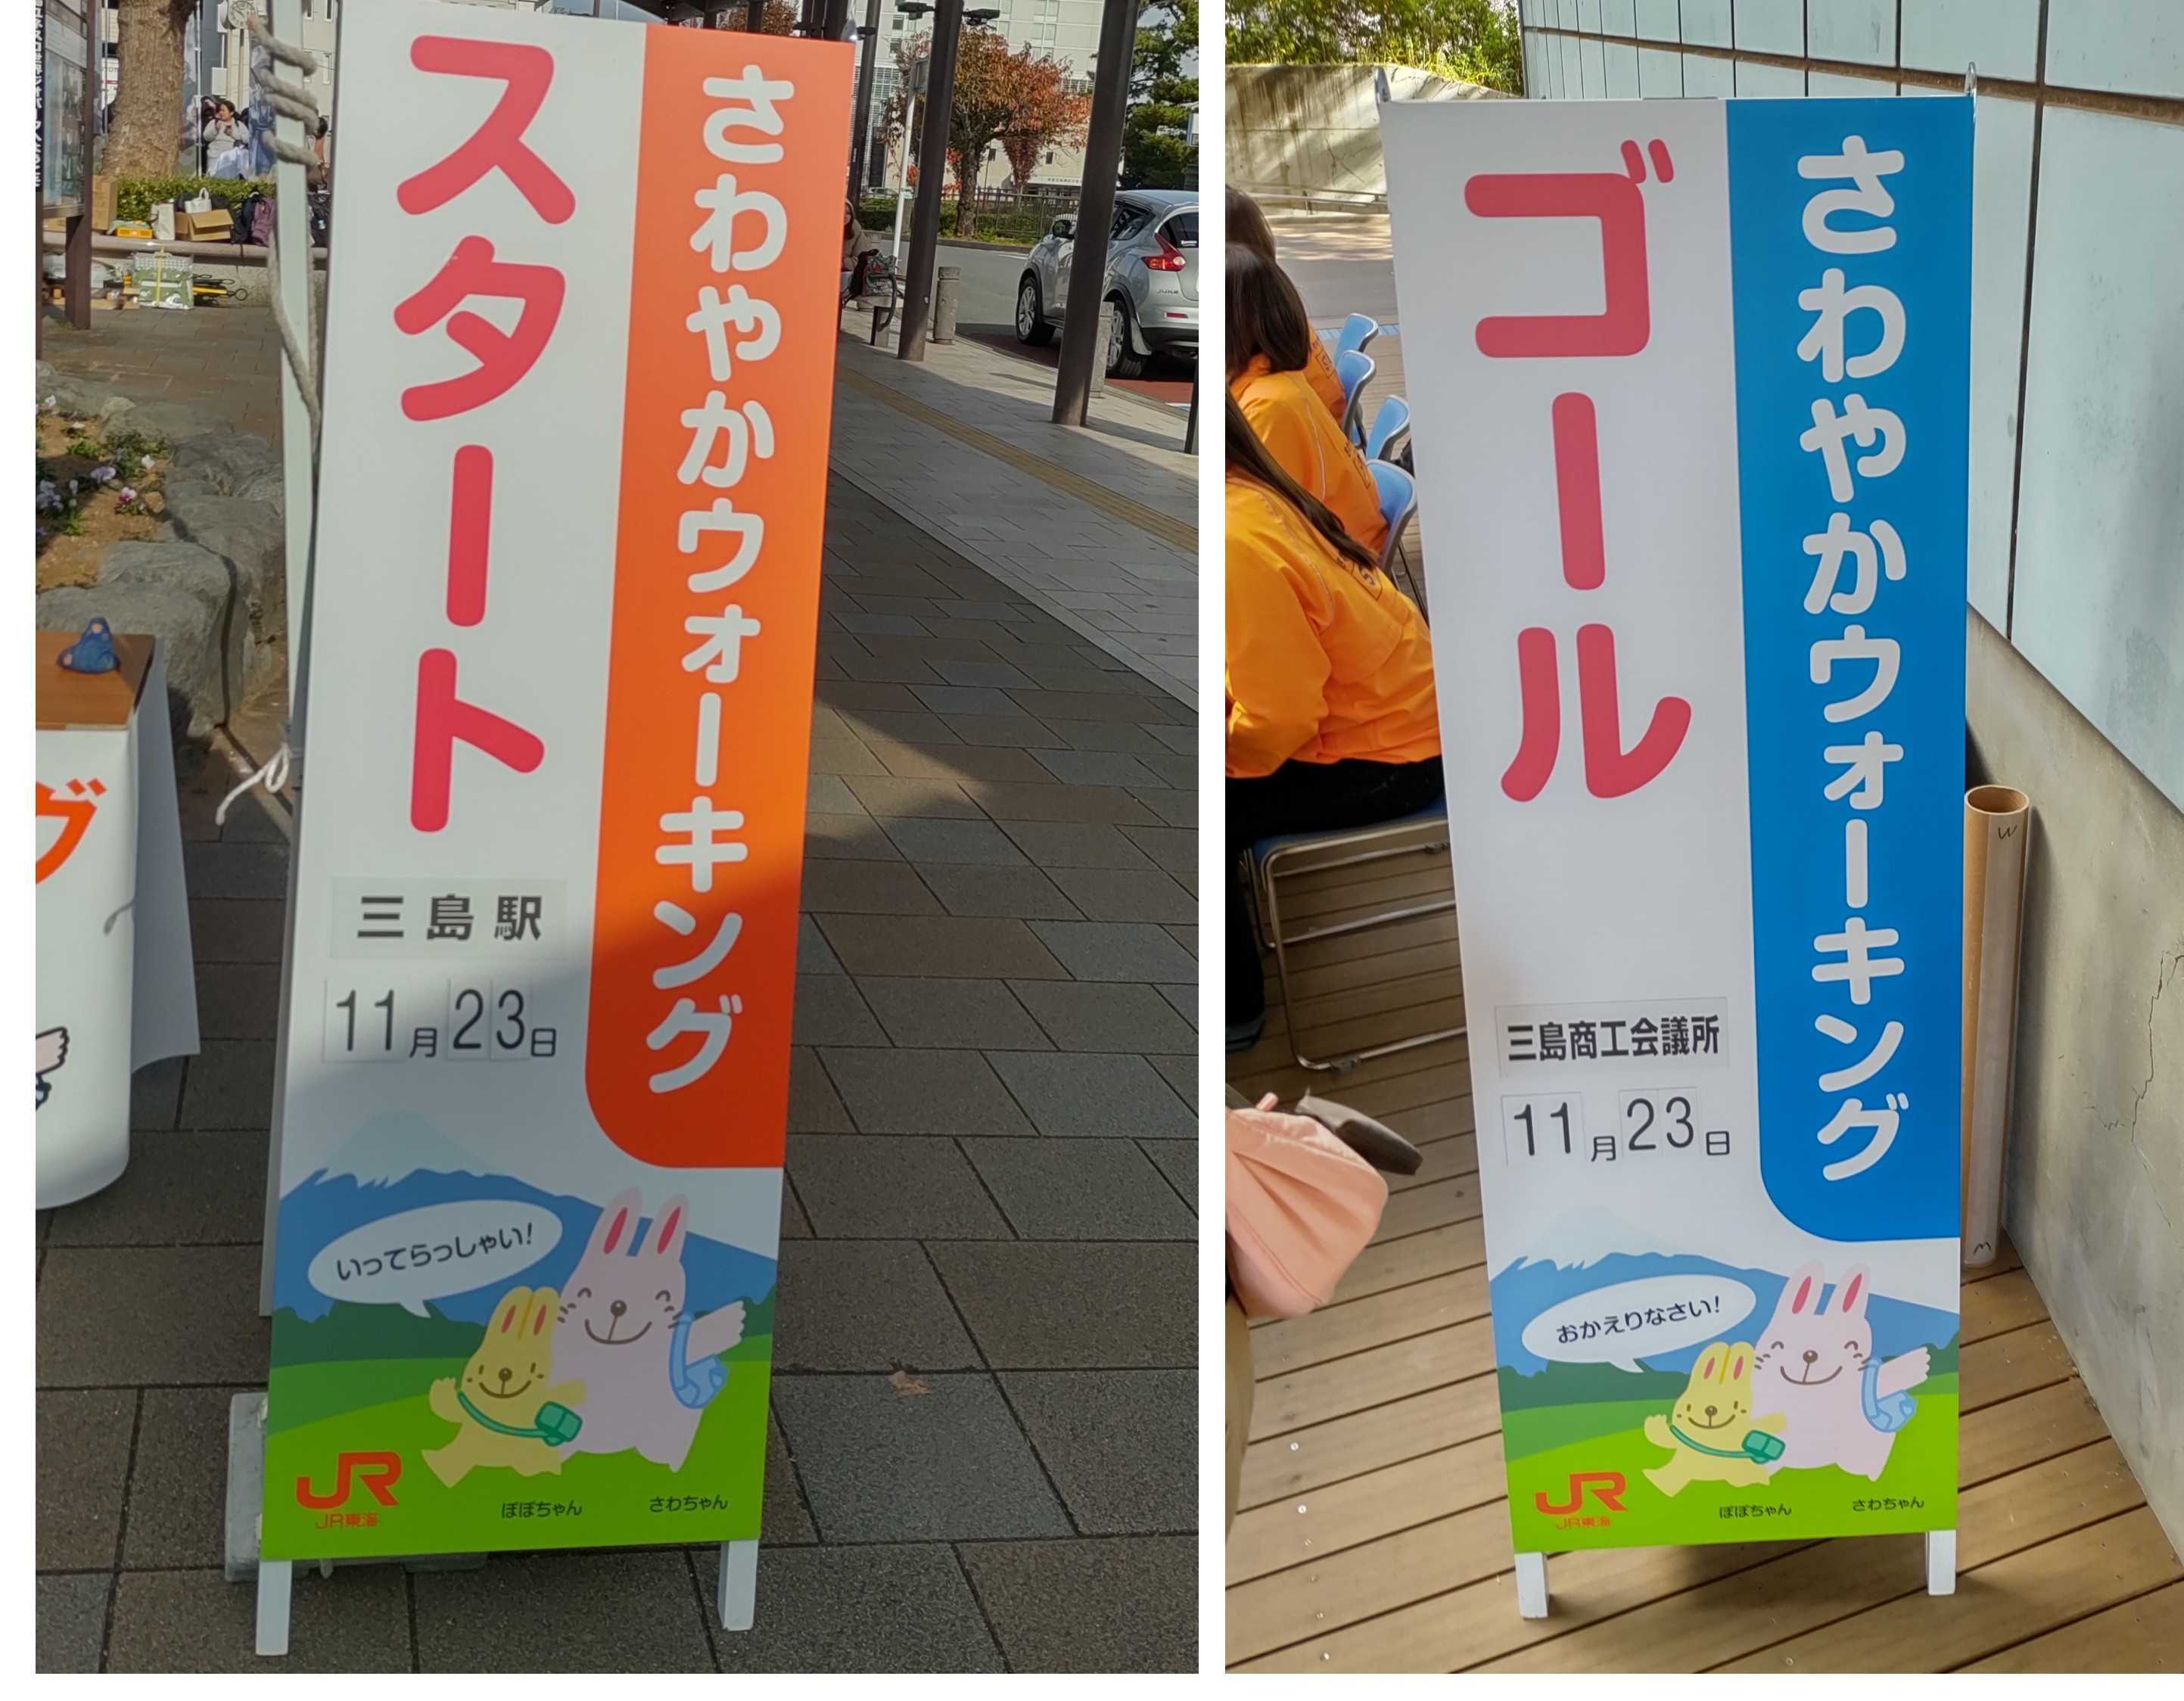 さわやかウォーキング
スタート
三島駅
11月23日
いってらっしゃい!
JR
JR東海
ぽぽちゃん
さわちゃん
グ
さわやかウォーキング
ゴール
三島商工会議所
11月23日
おかえりなさい!
JR
JR東海
ぽぽちゃん
さわちゃん
W
M